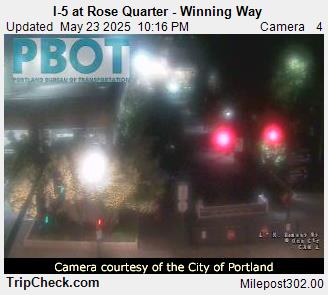 I-5 at Rose Quarter - Winning Way
Updated May 23 2025 10:16 PM Camera 4
PBOT
PORTLAND BUREAU OF TRANSPORTATION
Camera courtesy of the City of Portland
TripCheck.com Milepost302.00